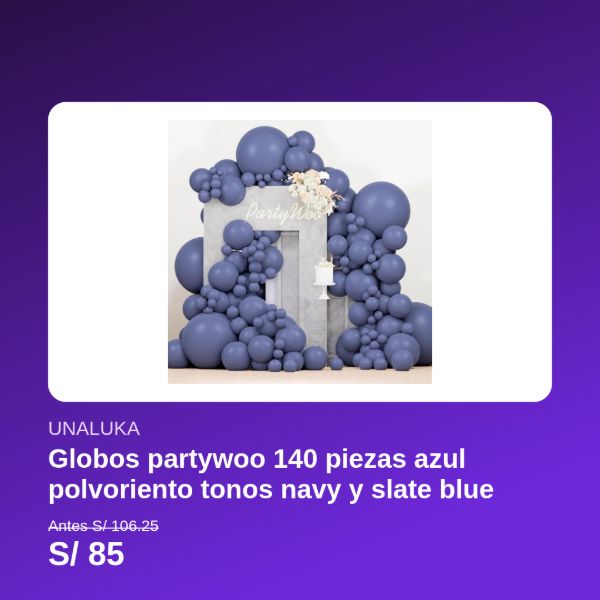 PartyWoo
UNALUKA
Globos partywoo 140 piezas azul
polvoriento tonos navy y slate blue
Antes S/ 106.25
S/ 85